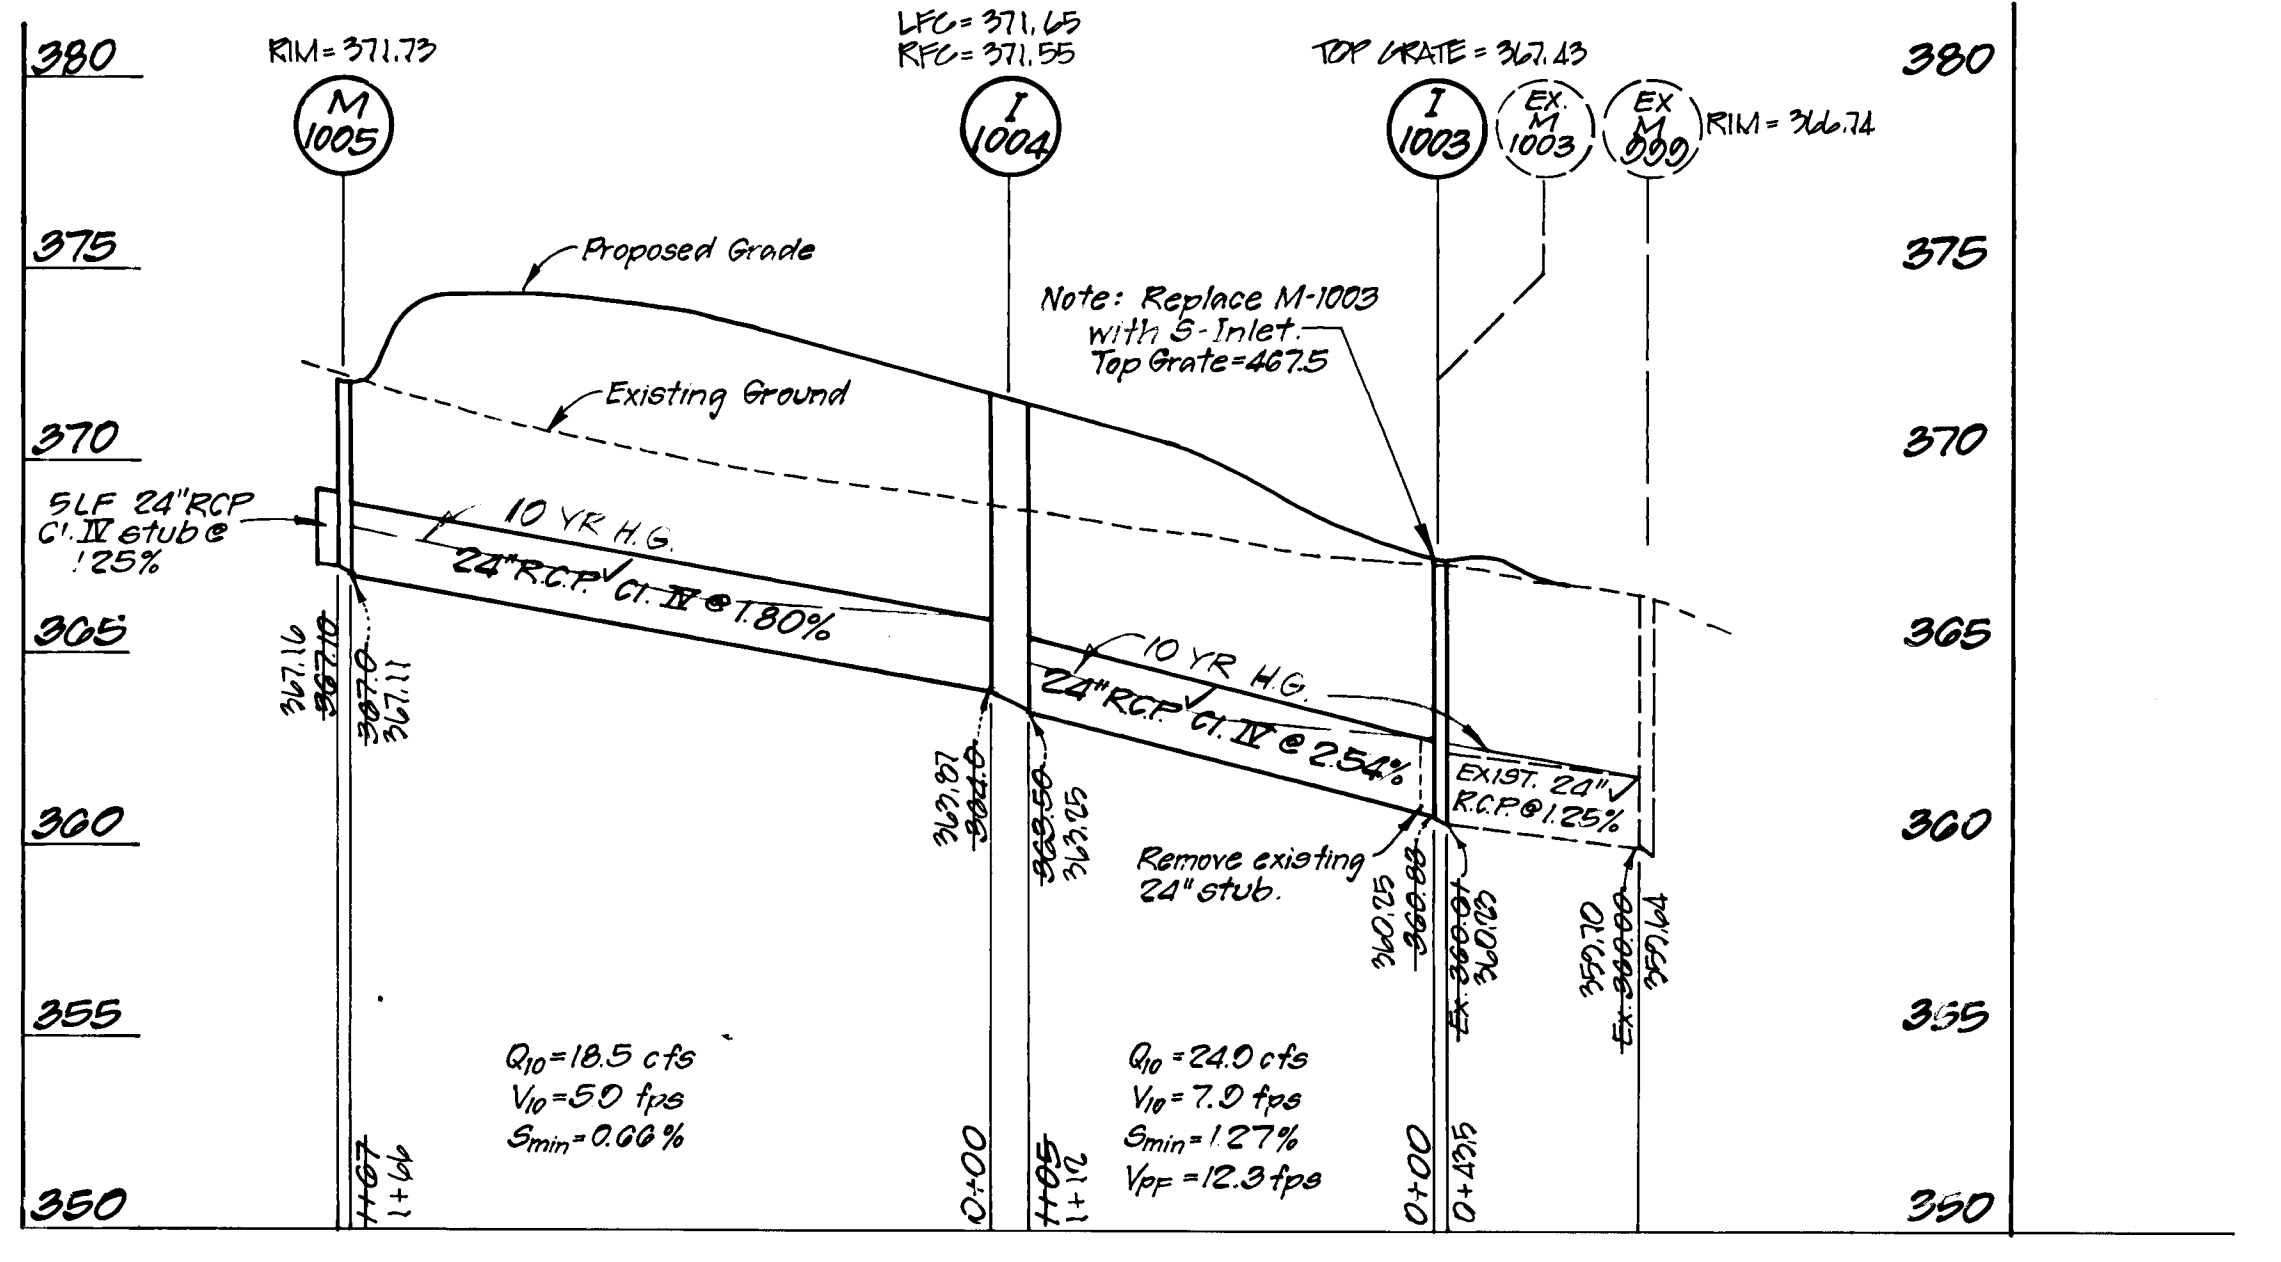 LFC = 371.65
RFC = 371.55
RIM = 371.73
TOP GRATE = 367.43
380
380
M
1005
I
1004
I
1003
EX.
M
1003
EX
M
999
RIM = 366.74
375
375
Proposed Grade
Note: Replace M-1003
with S-Inlet.
Top Grate=467.5
Existing Ground
370
370
5 LF 24" RCP
Cl. IV stub @
1.25%
10 YR H.G.
24" R.C.P. Cl. IV @ 1.80%
365
365
10 YR H.G.
24" R.C.P. Cl. IV @ 2.54%
EXIST. 24"
R.C.P. @ 1.25%
367.16
367.10
367.0
367.11
363.87
364.0
363.50
363.25
360
360
Remove existing
24" stub.
360.25
360.83
Ex. 360.61
360.23
359.70
Ex. 360.00
359.64
355
355
Q10 = 18.5 cfs
V10 = 5.9 fps
Smin = 0.66%
Q10 = 24.0 cfs
V10 = 7.9 fps
Smin = 1.27%
VPF = 12.3 fps
1+67
1+66
0+00
1+05
1+12
0+00
0+43.5
350
350